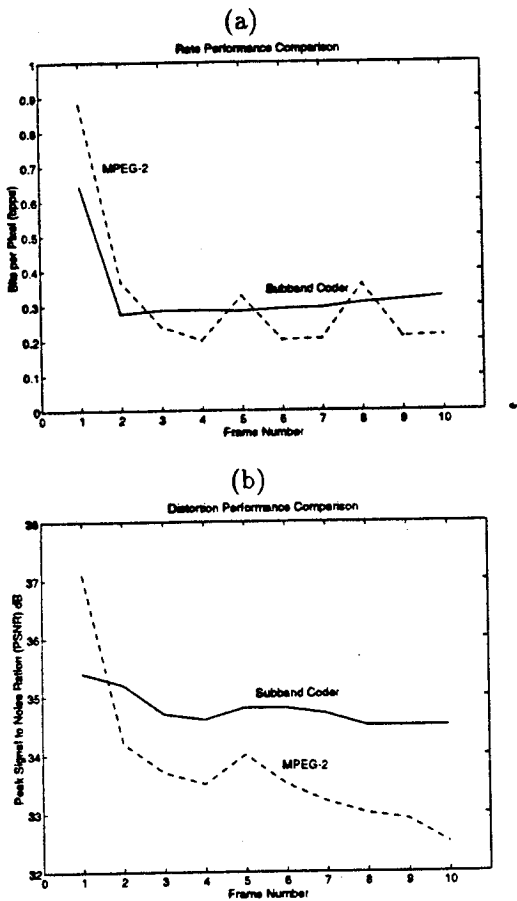 (a)
Rate Performance Comparison
Bits per Pixel (bpps)
1
0.9
0.8
0.7
0.6
0.5
0.4
0.3
0.2
0.1
0
MPEG-2
Subband Coder
0 1 2 3 4 5 6 7 8 9 10
Frame Number
(b)
Distortion Performance Comparison
Peak Signal to Noise Ration (PSNR) dB
38
37
36
35
34
33
32
Subband Coder
MPEG-2
0 1 2 3 4 5 6 7 8 9 10
Frame Number